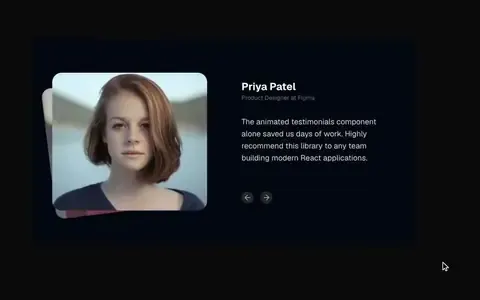 Priya Patel
Product Designer at Figma
The animated testimonials component
alone saved us days of work. Highly
recommend this library to any team
building modern React applications.